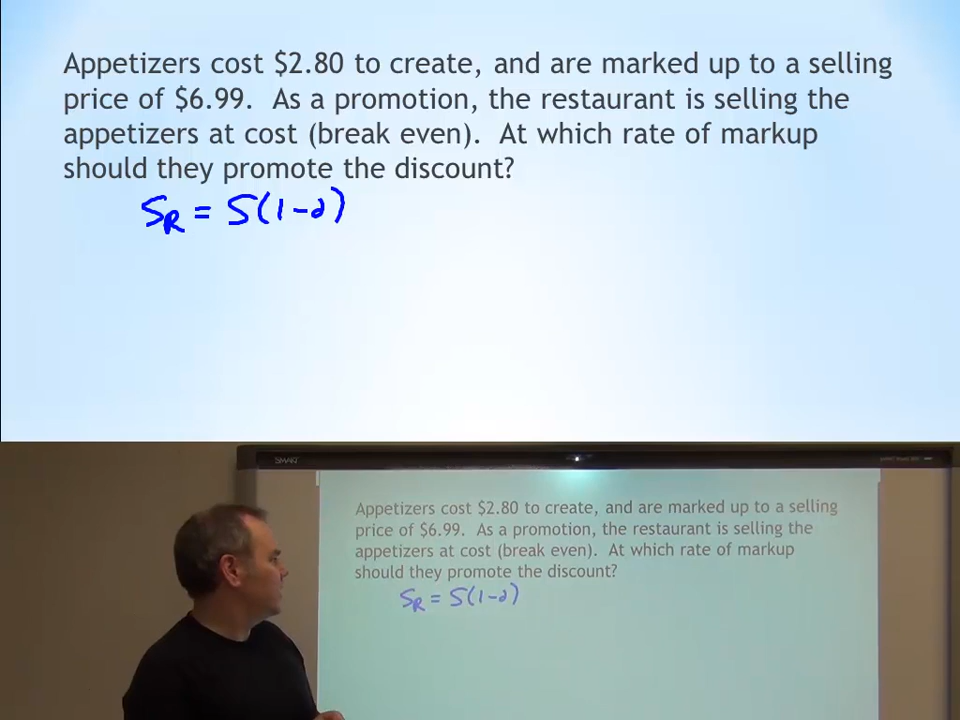 Appetizers cost $2.80 to create, and are marked up to a selling
price of $6.99. As a promotion, the restaurant is selling the
appetizers at cost (break even). At which rate of markup
should they promote the discount?
S_R = S(1-d)
SMART
Appetizers cost $2.80 to create, and are marked up to a selling
price of $6.99. As a promotion, the restaurant is selling the
appetizers at cost (break even). At which rate of markup
should they promote the discount?
S_R = S(1-d)